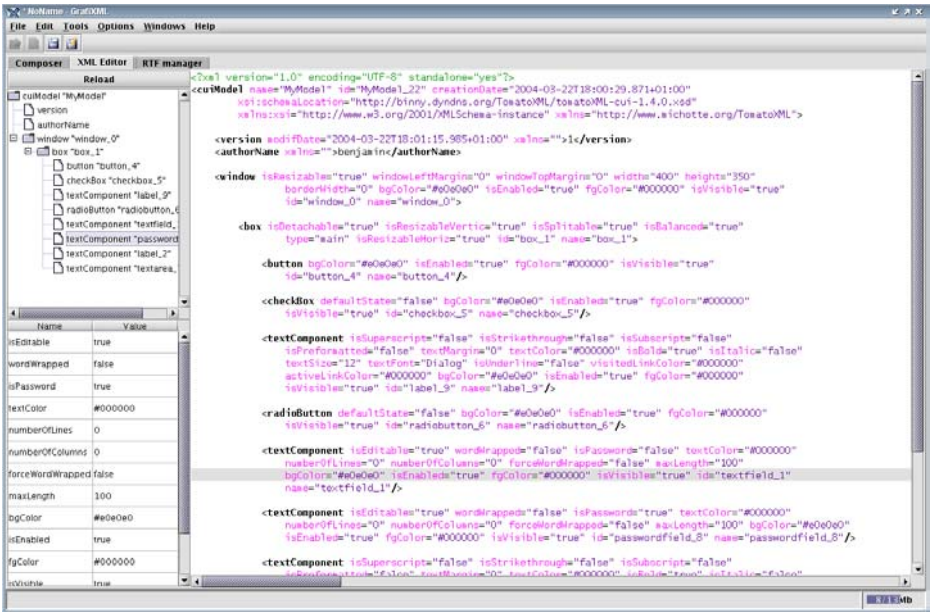 *NoName - GrafiXML
File Edit Tools Options Windows Help
Composer XML Editor RTF manager
Reload
cuiModel "MyModel"
version
authorName
window "window_0"
box "box_1"
button "button_4"
checkBox "checkbox_5"
textComponent "label_9"
radioButton "radiobutton_6
textComponent "textfield_
textComponent "password
textComponent "label_2"
textComponent "textarea_
Name Value
isEditable true
wordWrapped false
isPassword true
textColor #000000
numberOfLines 0
numberOfColumns 0
forceWordWrapped false
maxLength 100
bgColor #e0e0e0
isEnabled true
fgColor #000000
isVisible true
<?xml version="1.0" encoding="UTF-8" standalone="yes"?>
<cuiModel name="MyModel" id="MyModel_22" creationDate="2004-03-22T18:00:29.871+01:00"
xsi:schemaLocation="http://binny.dyndns.org/TomatoXML/tomatoXML-cui-1.4.0.xsd"
xmlns:xsi="http://www.w3.org/2001/XMLSchema-instance" xmlns="http://www.michotte.org/TomatoXML">
<version modifDate="2004-03-22T18:01:15.985+01:00" xmlns="">1</version>
<authorName xmlns="">benjamin</authorName>
<window isResizable="true" windowLeftMargin="0" windowTopMargin="0" width="400" height="350"
borderWidth="0" bgColor="#e0e0e0" isEnabled="true" fgColor="#000000" isVisible="true"
id="window_0" name="window_0">
<box isDetachable="true" isResizableVertic="true" isSplitable="true" isBalanced="true"
type="main" isResizableHoriz="true" id="box_1" name="box_1">
<button bgColor="#e0e0e0" isEnabled="true" fgColor="#000000" isVisible="true"
id="button_4" name="button_4"/>
<checkBox defaultState="false" bgColor="#e0e0e0" isEnabled="true" fgColor="#000000"
isVisible="true" id="checkbox_5" name="checkbox_5"/>
<textComponent isSuperscript="false" isStrikethrough="false" isSubscript="false"
isPreformatted="false" textMargin="0" textColor="#000000" isBold="true" isItalic="false"
textSize="12" textFont="Dialog" isUnderline="false" visitedLinkColor="#000000"
activeLinkColor="#000000" bgColor="#e0e0e0" isEnabled="true" fgColor="#000000"
isVisible="true" id="label_9" name="label_9"/>
<radioButton defaultState="false" bgColor="#e0e0e0" isEnabled="true" fgColor="#000000"
isVisible="true" id="radiobutton_6" name="radiobutton_6"/>
<textComponent isEditable="true" wordWrapped="false" isPassword="false" textColor="#000000"
numberOfLines="0" numberOfColumns="0" forceWordWrapped="false" maxLength="100"
bgColor="#e0e0e0" isEnabled="true" fgColor="#000000" isVisible="true" id="textfield_1"
name="textfield_1"/>
<textComponent isEditable="true" wordWrapped="false" isPassword="true" textColor="#000000"
numberOfLines="0" numberOfColumns="0" forceWordWrapped="false" maxLength="100" bgColor="#e0e0e0"
isEnabled="true" fgColor="#000000" isVisible="true" id="passwordfield_8" name="passwordfield_8"/>
<textComponent isSuperscript="false" isStrikethrough="false" isSubscript="false"
isPreformatted="false" textMargin="0" textColor="#000000" isBold="true" isItalic="false"
Mb